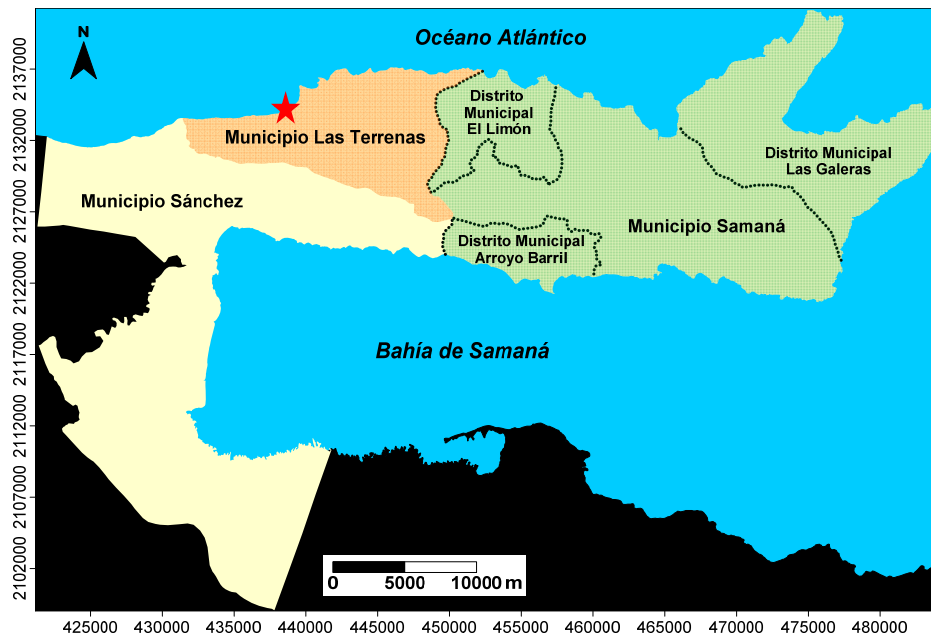 N
Océano Atlántico
Distrito
Municipal
El Limón
Municipio Las Terrenas
Distrito Municipal
Las Galeras
Municipio Sánchez
Municipio Samaná
Distrito Municipal
Arroyo Barril
Bahía de Samaná
0 5000 10000 m
2137000
2132000
2127000
2122000
2117000
2112000
2107000
2102000
425000 430000 435000 440000 445000 450000 455000 460000 465000 470000 475000 480000